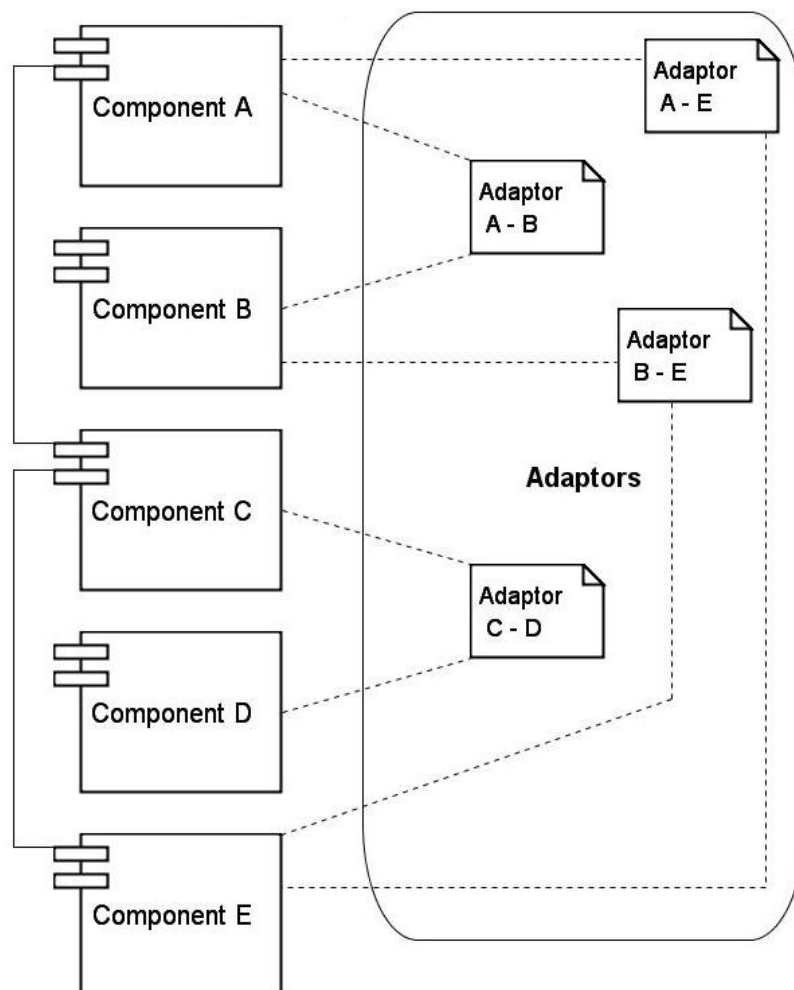 Component A
Adaptor
A - E
Adaptor
A - B
Component B
Adaptor
B - E
Adaptors
Component C
Adaptor
C - D
Component D
Component E